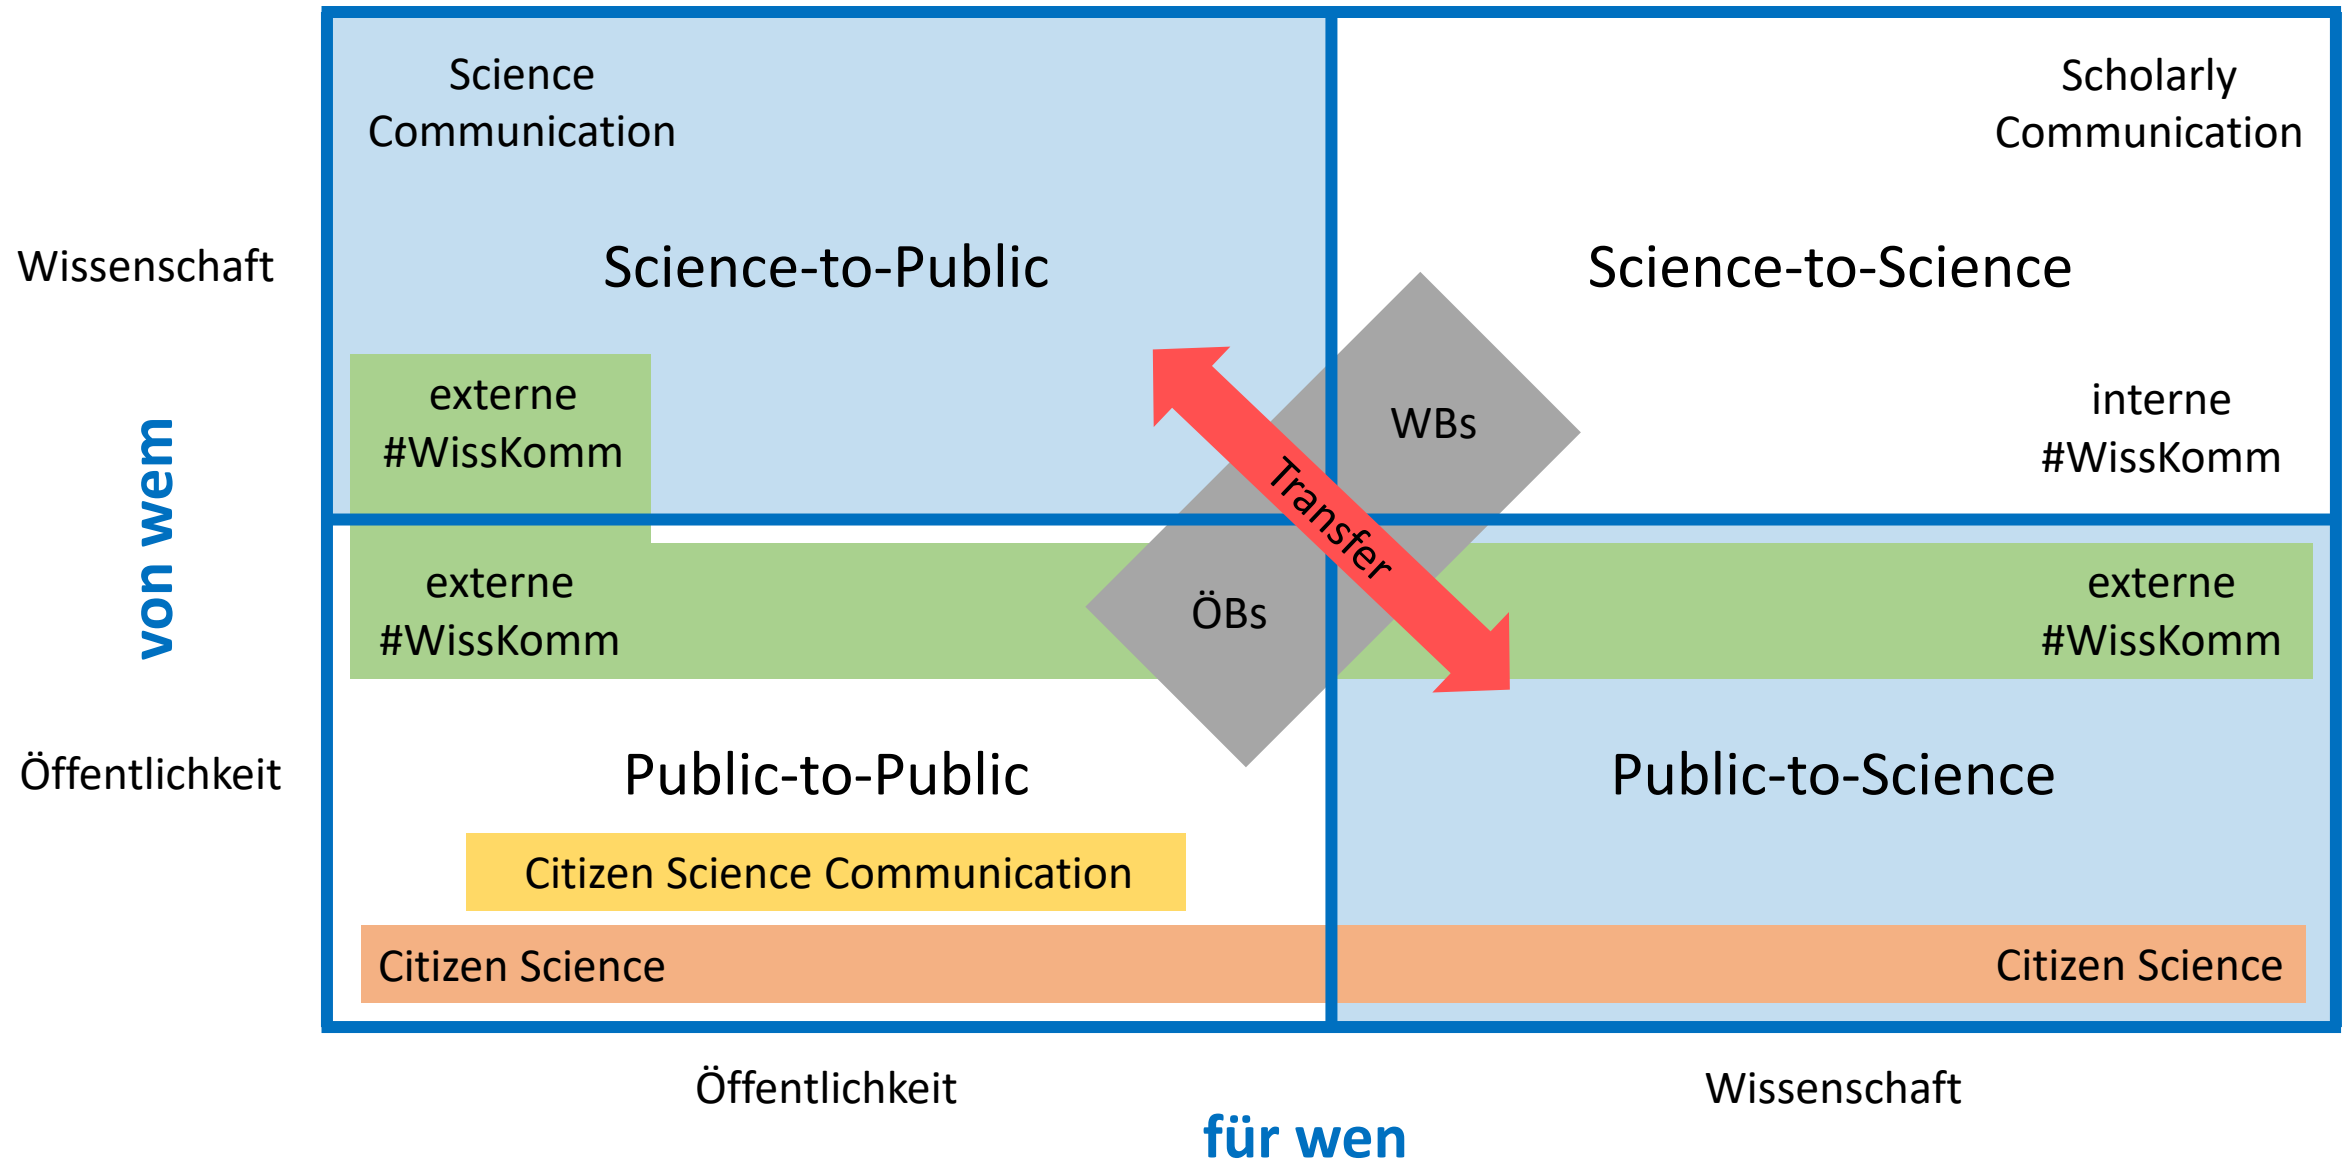 Science
Communication
Scholarly
Communication
Wissenschaft
Science-to-Public
Science-to-Science
externe
#WissKomm
WBs
interne
#WissKomm
von wem
Transfer
externe
#WissKomm
ÖBs
externe
#WissKomm
Öffentlichkeit
Public-to-Public
Public-to-Science
Citizen Science Communication
Citizen Science
Citizen Science
Öffentlichkeit
Wissenschaft
für wen